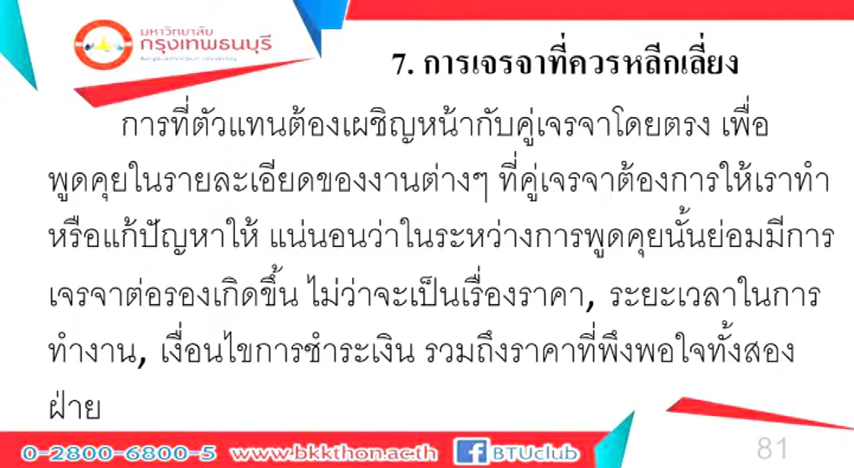 มหาวิทยาลัย
กรุงเทพธนบุรี
Bangkokthonburi University
7. การเจรจาที่ควรหลีกเลี่ยง
การที่ตัวแทนต้องเผชิญหน้ากับคู่เจรจาโดยตรง เพื่อ
พูดคุยในรายละเอียดของงานต่างๆ ที่คู่เจรจาต้องการให้เราทำ
หรือแก้ปัญหาให้ แน่นอนว่าในระหว่างการพูดคุยนั้นย่อมมีการ
เจรจาต่อรองเกิดขึ้น ไม่ว่าจะเป็นเรื่องราคา, ระยะเวลาในการ
ทำงาน, เงื่อนไขการชำระเงิน รวมถึงราคาที่พึงพอใจทั้งสอง
ฝ่าย
0-2800-6800-5 www.bkkthon.ac.th f BTUclub
81